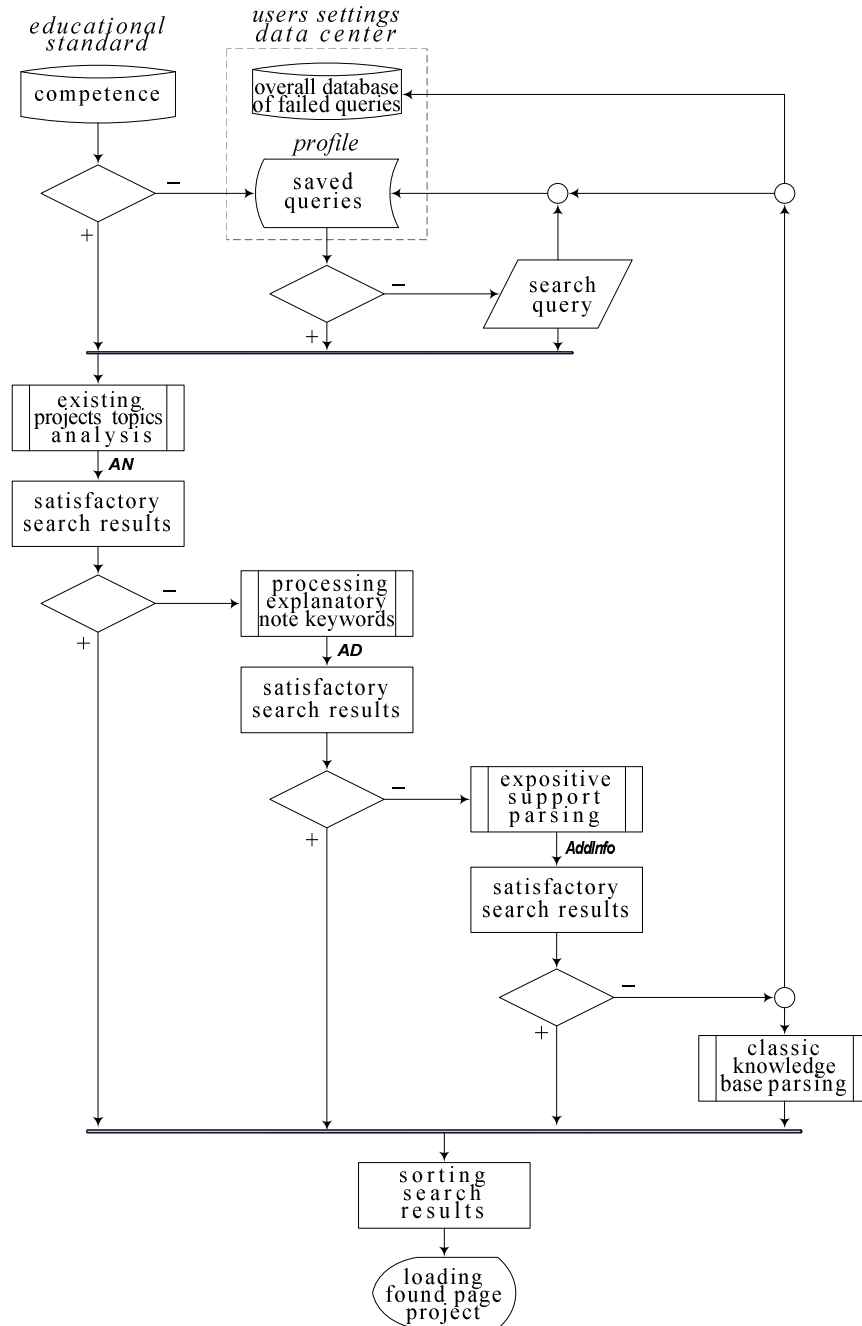 educational
standard
users settings
data center
competence
overall database
of failed queries
profile
−
saved
queries
+
−
search
query
+
existing
projects topics
analysis
AN
satisfactory
search results
−
processing
explanatory
note keywords
+
AD
satisfactory
search results
−
expositive
support
parsing
+
AddInfo
satisfactory
search results
−
+
classic
knowledge
base parsing
sorting
search
results
loading
found page
project